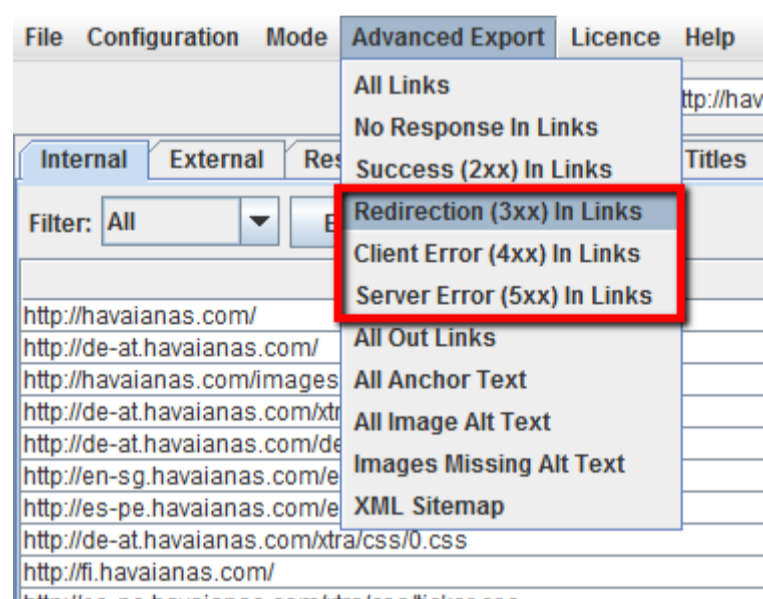 File Configuration Mode Advanced Export Licence Help
All Links
ttp://hav
No Response In Links
Internal External Res Titles
Success (2xx) In Links
Filter: All E
Redirection (3xx) In Links
Client Error (4xx) In Links
Server Error (5xx) In Links
All Out Links
All Anchor Text
All Image Alt Text
Images Missing Alt Text
XML Sitemap
http://havaianas.com/
http://de-at.havaianas.com/
http://havaianas.com/images
http://de-at.havaianas.com/xtr
http://de-at.havaianas.com/de
http://en-sg.havaianas.com/e
http://es-pe.havaianas.com/e
http://de-at.havaianas.com/xtra/css/0.css
http://fi.havaianas.com/